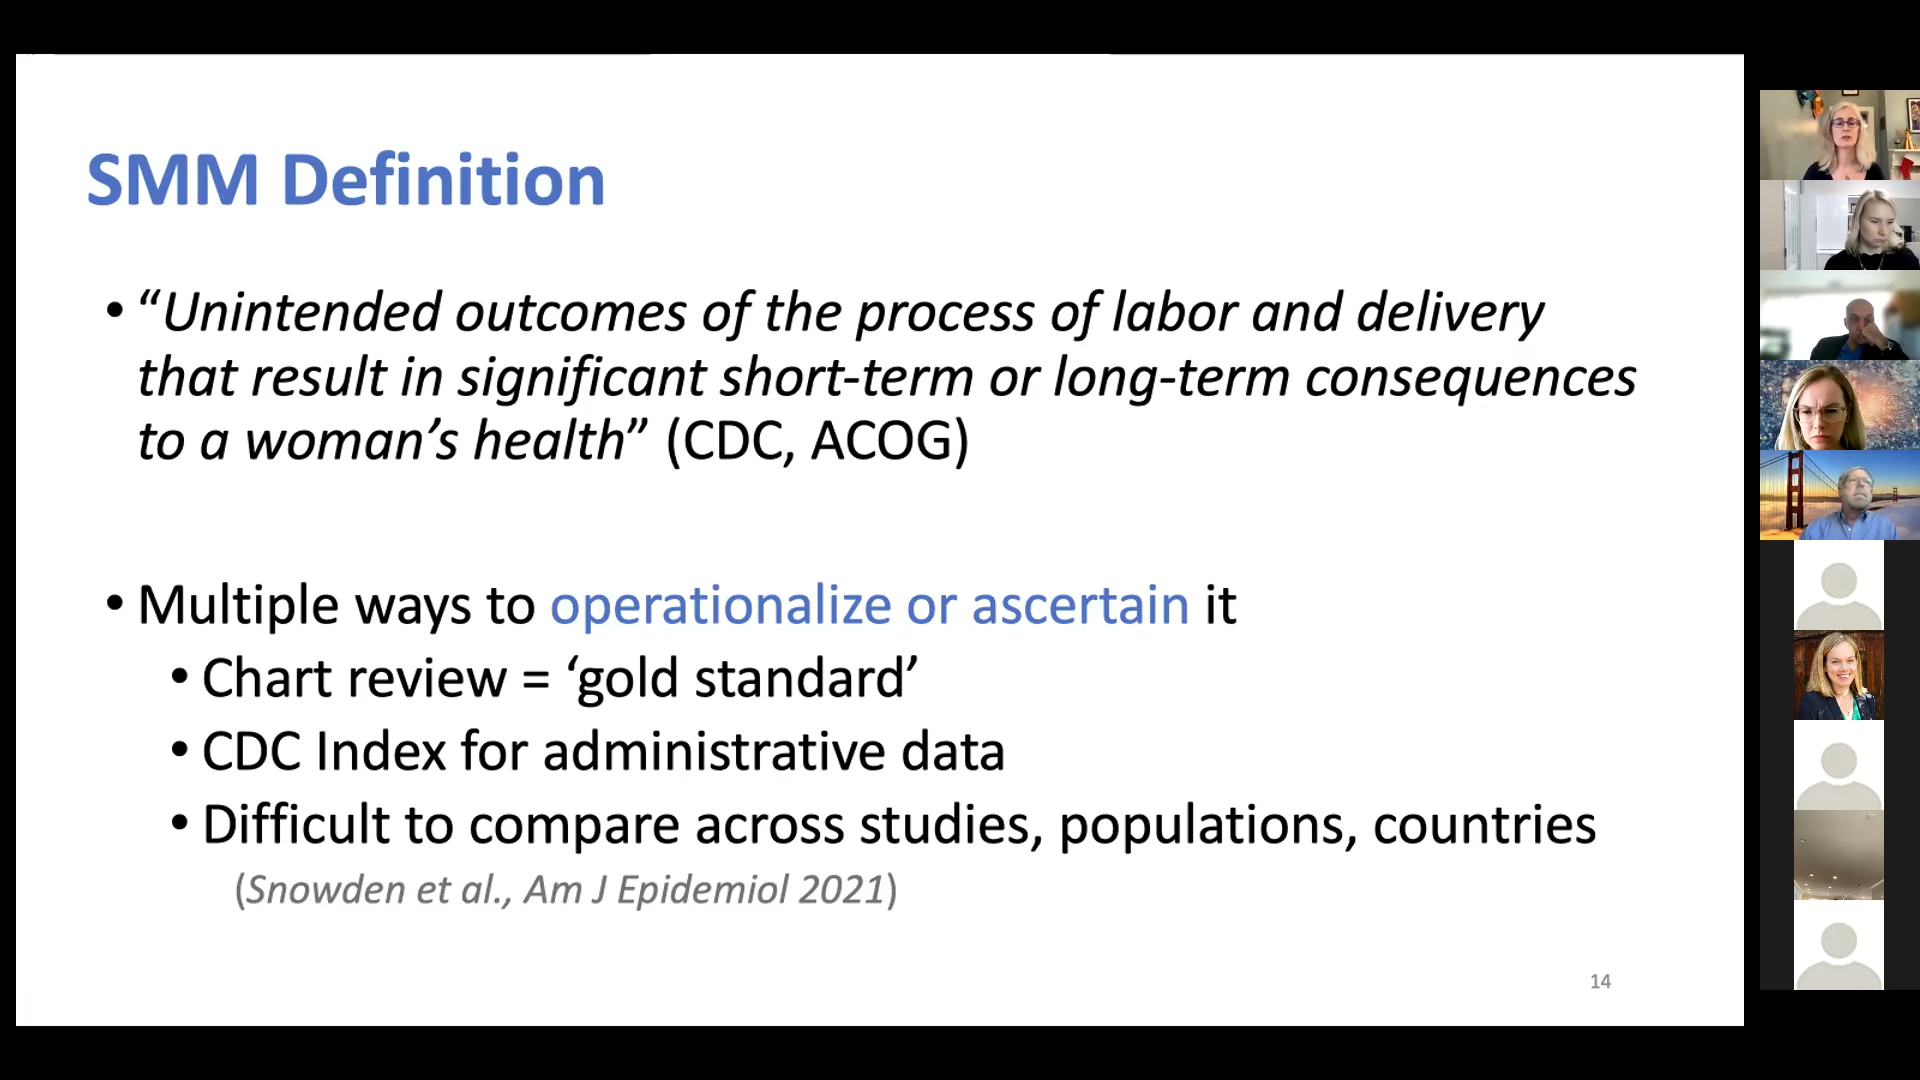 SMM Definition
• “Unintended outcomes of the process of labor and delivery
that result in significant short-term or long-term consequences
to a woman’s health” (CDC, ACOG)
• Multiple ways to operationalize or ascertain it
• Chart review = ‘gold standard’
• CDC Index for administrative data
• Difficult to compare across studies, populations, countries
(Snowden et al., Am J Epidemiol 2021)
14